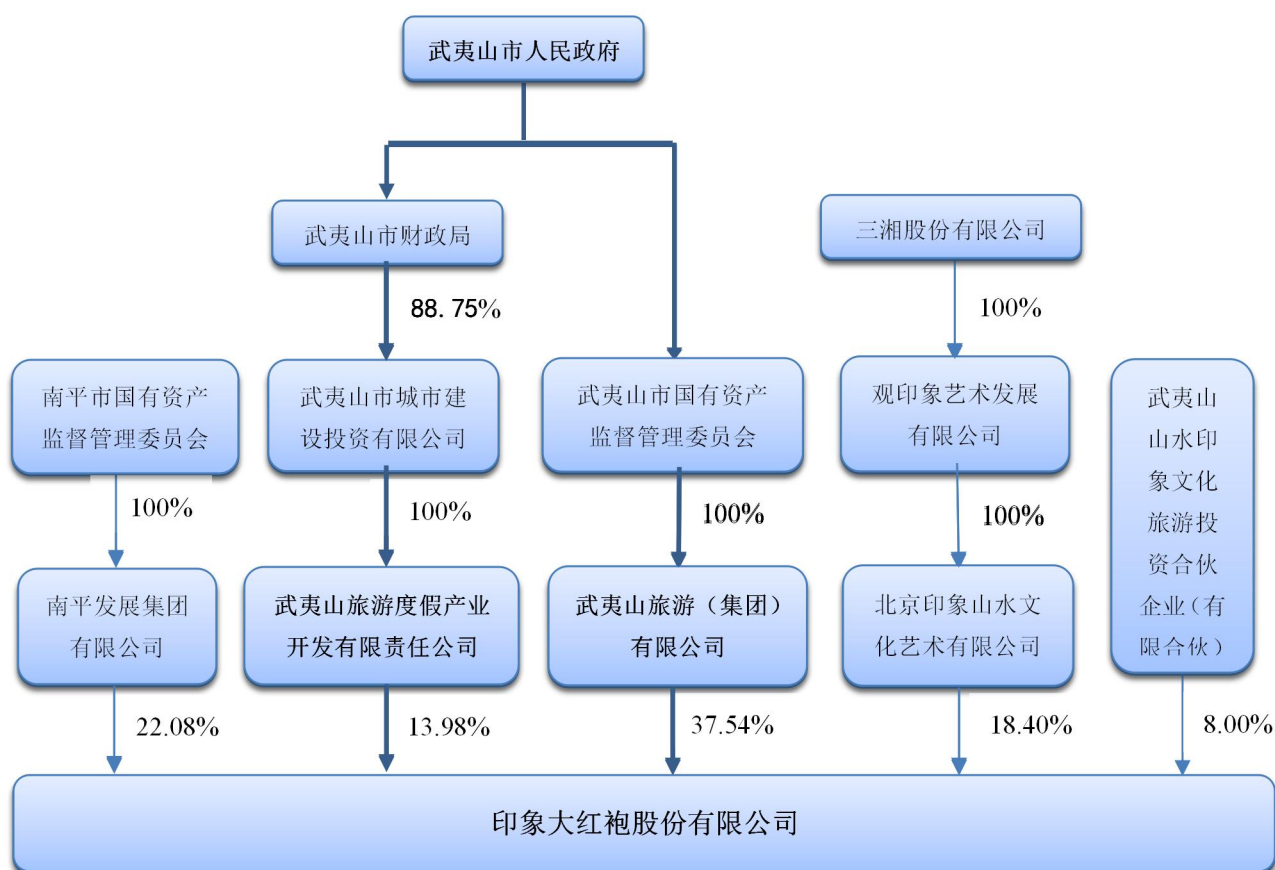 武夷山市人民政府
武夷山市财政局
三湘股份有限公司
88.75%
100%
南平市国有资产
监督管理委员会
武夷山市城市建
设投资有限公司
武夷山市国有资产
监督管理委员会
观印象艺术发展
有限公司
武夷山
山水印
象文化
旅游投
资合伙
企业（有
限合伙）
100%
100%
100%
100%
南平发展集团
有限公司
武夷山旅游度假产业
开发有限责任公司
武夷山旅游（集团）
有限公司
北京印象山水文
化艺术有限公司
22.08%
13.98%
37.54%
18.40%
8.00%
印象大红袍股份有限公司